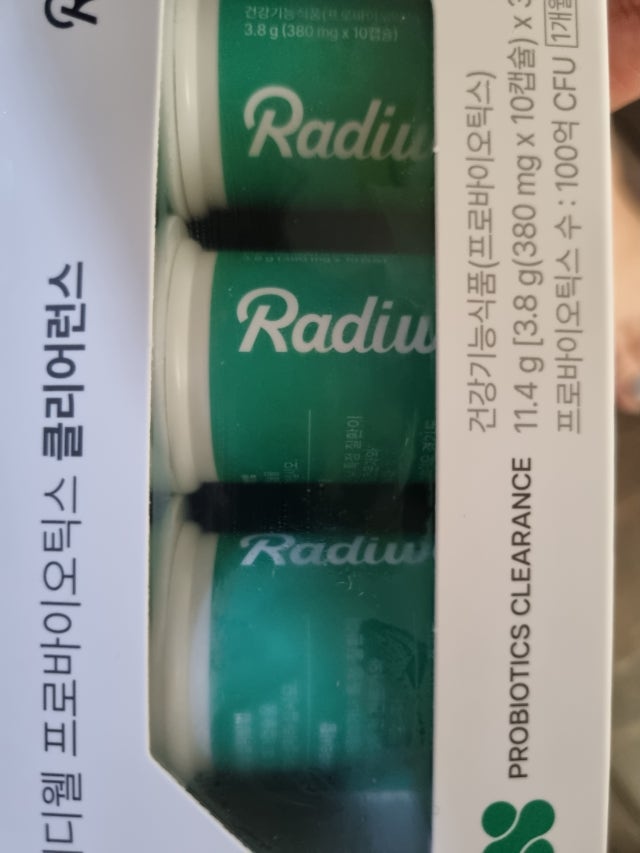 디웰 프로바이오틱스 클리어런스
건강기능식품(프로바이오틱스)
3.8 g (380 mg x 10캡슐)
Radiw
Radiw
Radiw
건강기능식품(프로바이오틱스)
11.4 g [3.8 g(380 mg x 10캡슐) x 3
프로바이오틱스 수 : 100억 CFU 1개월
PROBIOTICS CLEARANCE